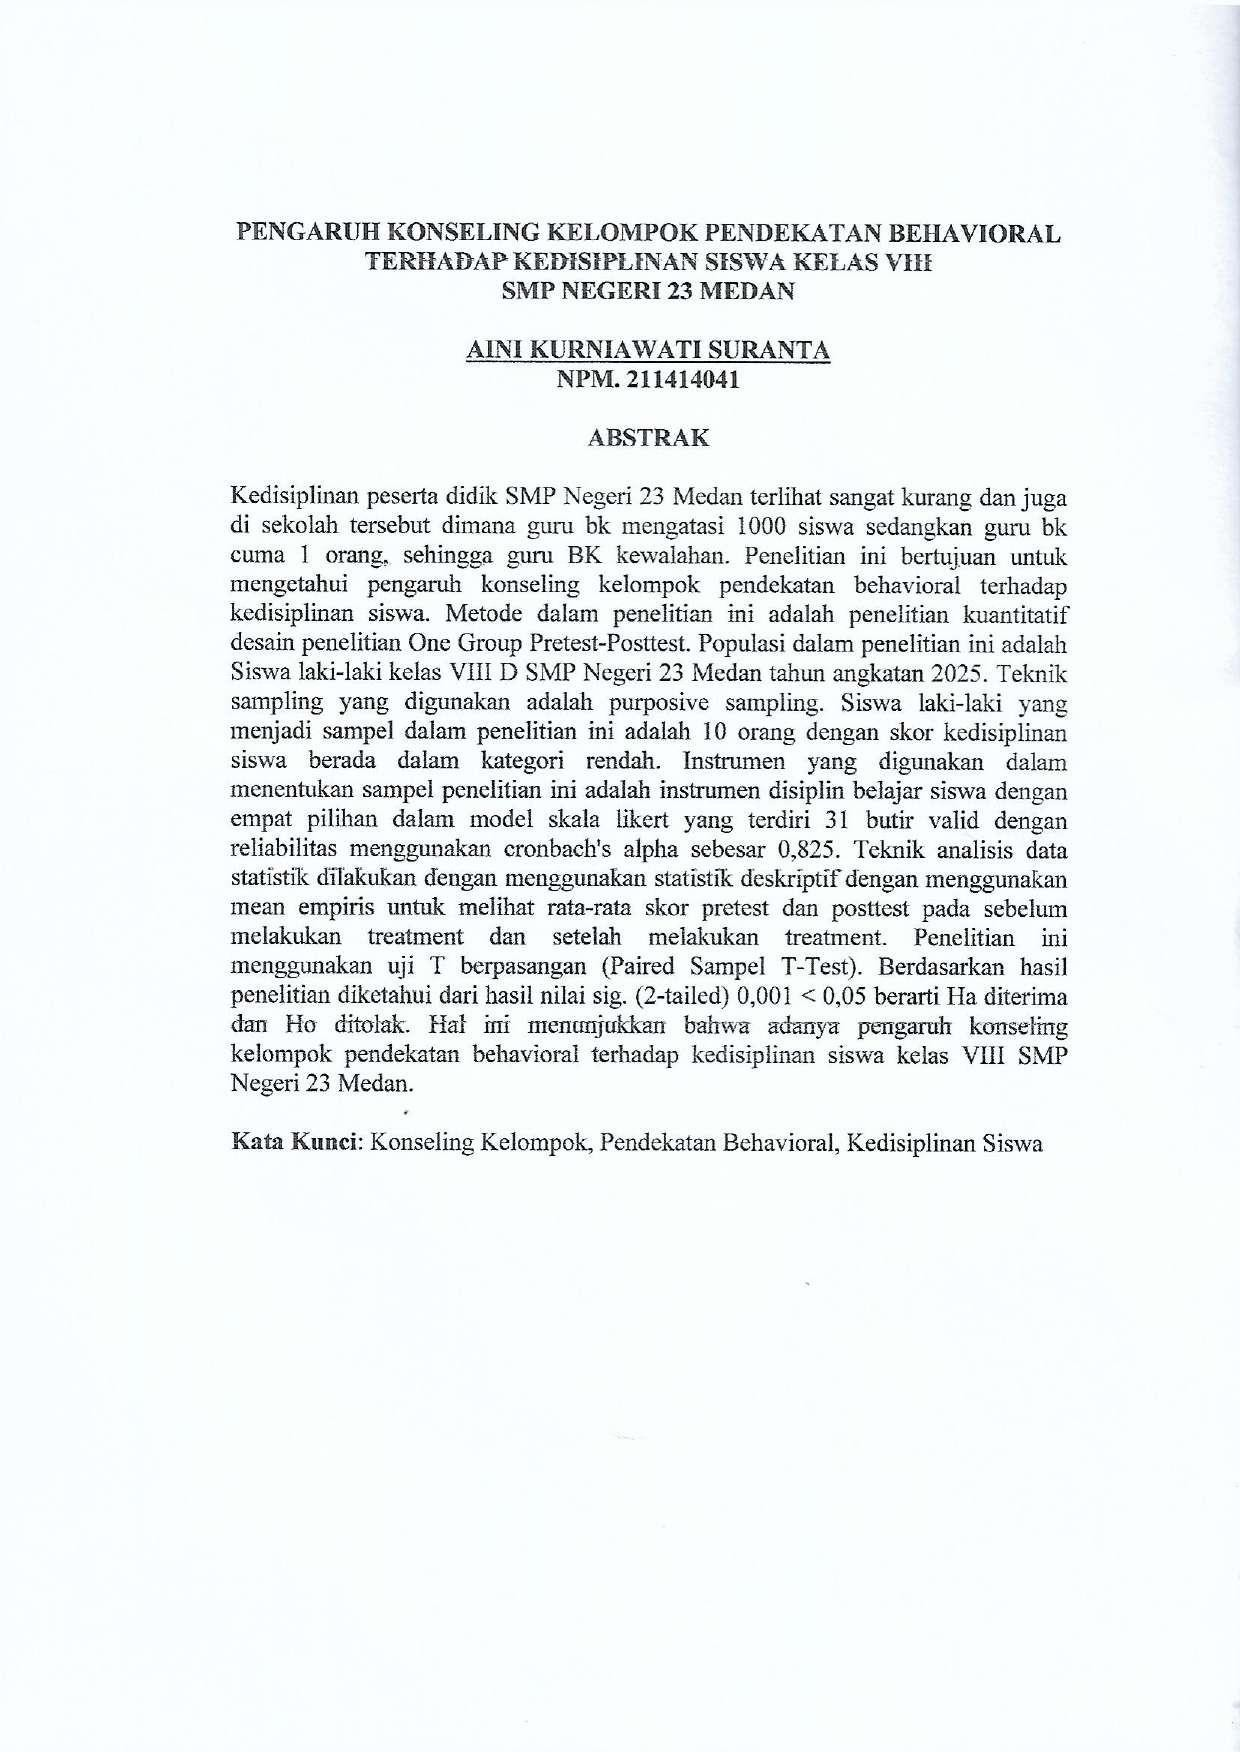 PENGARUH KONSELING KELOMPOK PENDEKATAN BEHAVIORAL
TERHADAP KEDISIPLINAN SISWA KELAS VIII
SMP NEGERI 23 MEDAN
AINI KURNIAWATI SURANTA
NPM. 211414041
ABSTRAK
Kedisiplinan peserta didik SMP Negeri 23 Medan terlihat sangat kurang dan juga
di sekolah tersebut dimana guru bk mengatasi 1000 siswa sedangkan guru bk
cuma 1 orang, sehingga guru BK kewalahan. Penelitian ini bertujuan untuk
mengetahui pengaruh konseling kelompok pendekatan behavioral terhadap
kedisiplinan siswa. Metode dalam penelitian ini adalah penelitian kuantitatif
desain penelitian One Group Pretest-Posttest. Populasi dalam penelitian ini adalah
Siswa laki-laki kelas VIII D SMP Negeri 23 Medan tahun angkatan 2025. Teknik
sampling yang digunakan adalah purposive sampling. Siswa laki-laki yang
menjadi sampel dalam penelitian ini adalah 10 orang dengan skor kedisiplinan
siswa berada dalam kategori rendah. Instrumen yang digunakan dalam
menentukan sampel penelitian ini adalah instrumen disiplin belajar siswa dengan
empat pilihan dalam model skala likert yang terdiri 31 butir valid dengan
reliabilitas menggunakan cronbach's alpha sebesar 0,825. Teknik analisis data
statistik dilakukan dengan menggunakan statistik deskriptif dengan menggunakan
mean empiris untuk melihat rata-rata skor pretest dan posttest pada sebelum
melakukan treatment dan setelah melakukan treatment. Penelitian ini
menggunakan uji T berpasangan (Paired Sampel T-Test). Berdasarkan hasil
penelitian diketahui dari hasil nilai sig. (2-tailed) 0,001 < 0,05 berarti Ha diterima
dan Ho ditolak. Hal ini menunjukkan bahwa adanya pengaruh konseling
kelompok pendekatan behavioral terhadap kedisiplinan siswa kelas VIII SMP
Negeri 23 Medan.
Kata Kunci: Konseling Kelompok, Pendekatan Behavioral, Kedisiplinan Siswa